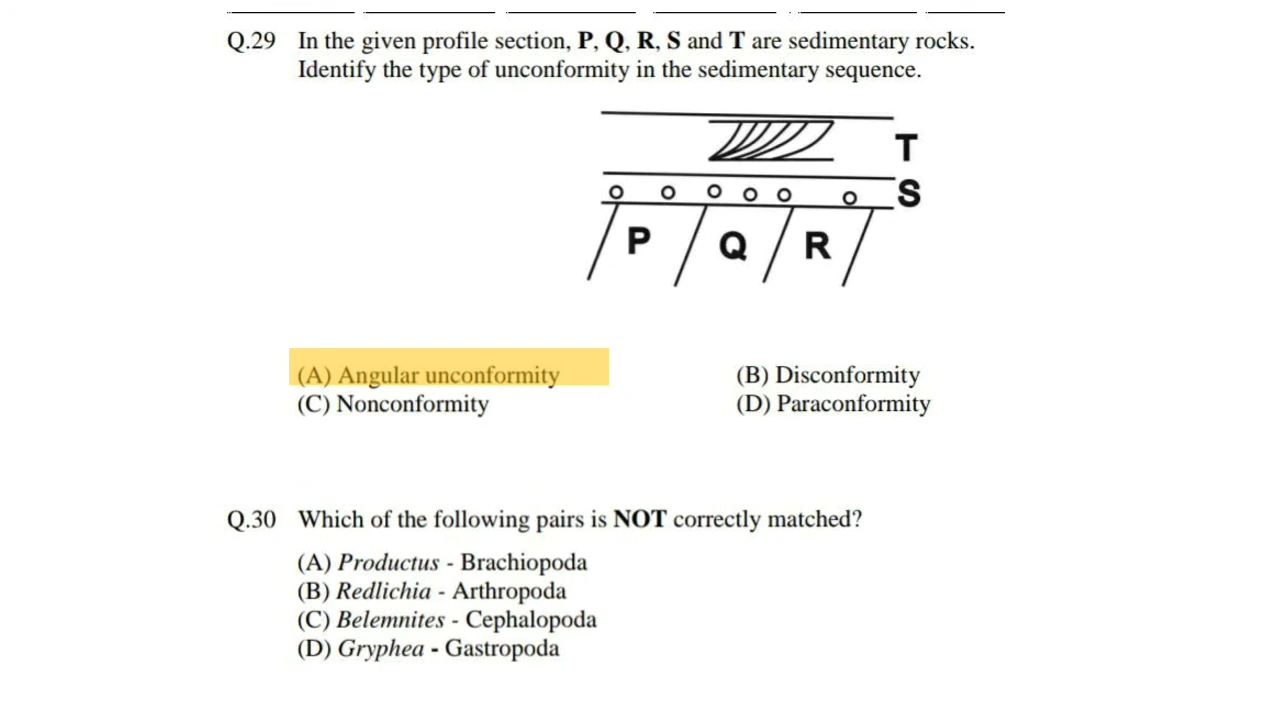 Q.29 In the given profile section, P, Q, R, S and T are sedimentary rocks.
Identify the type of unconformity in the sedimentary sequence.
T
S
P Q R
(A) Angular unconformity (B) Disconformity
(C) Nonconformity (D) Paraconformity
Q.30 Which of the following pairs is NOT correctly matched?
(A) Productus - Brachiopoda
(B) Redlichia - Arthropoda
(C) Belemnites - Cephalopoda
(D) Gryphea - Gastropoda